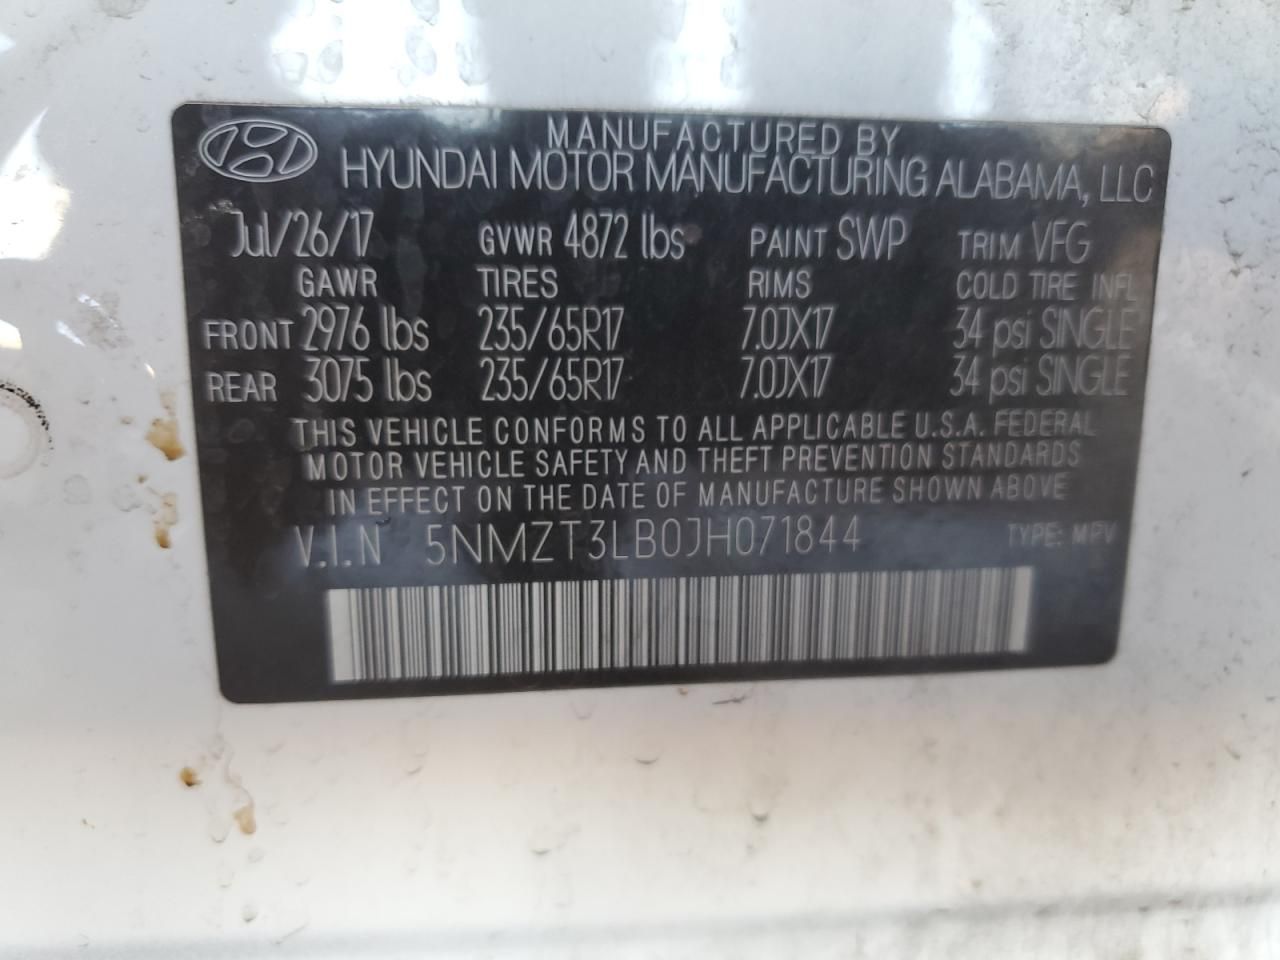 MANUFACTURED BY
HYUNDAI MOTOR MANUFACTURING ALABAMA, LLC
Jul/26/17 GVWR 4872 lbs PAINT SWP TRIM VFG
GAWR TIRES RIMS COLD TIRE INFL
FRONT 2976 lbs 235/65R17 7.0JX17 34 psi SINGLE
REAR 3075 lbs 235/65R17 7.0JX17 34 psi SINGLE
THIS VEHICLE CONFORMS TO ALL APPLICABLE U.S.A. FEDERAL
MOTOR VEHICLE SAFETY AND THEFT PREVENTION STANDARDS
IN EFFECT ON THE DATE OF MANUFACTURE SHOWN ABOVE
V.I.N 5NMZT3LB0JH071844 TYPE: MPV